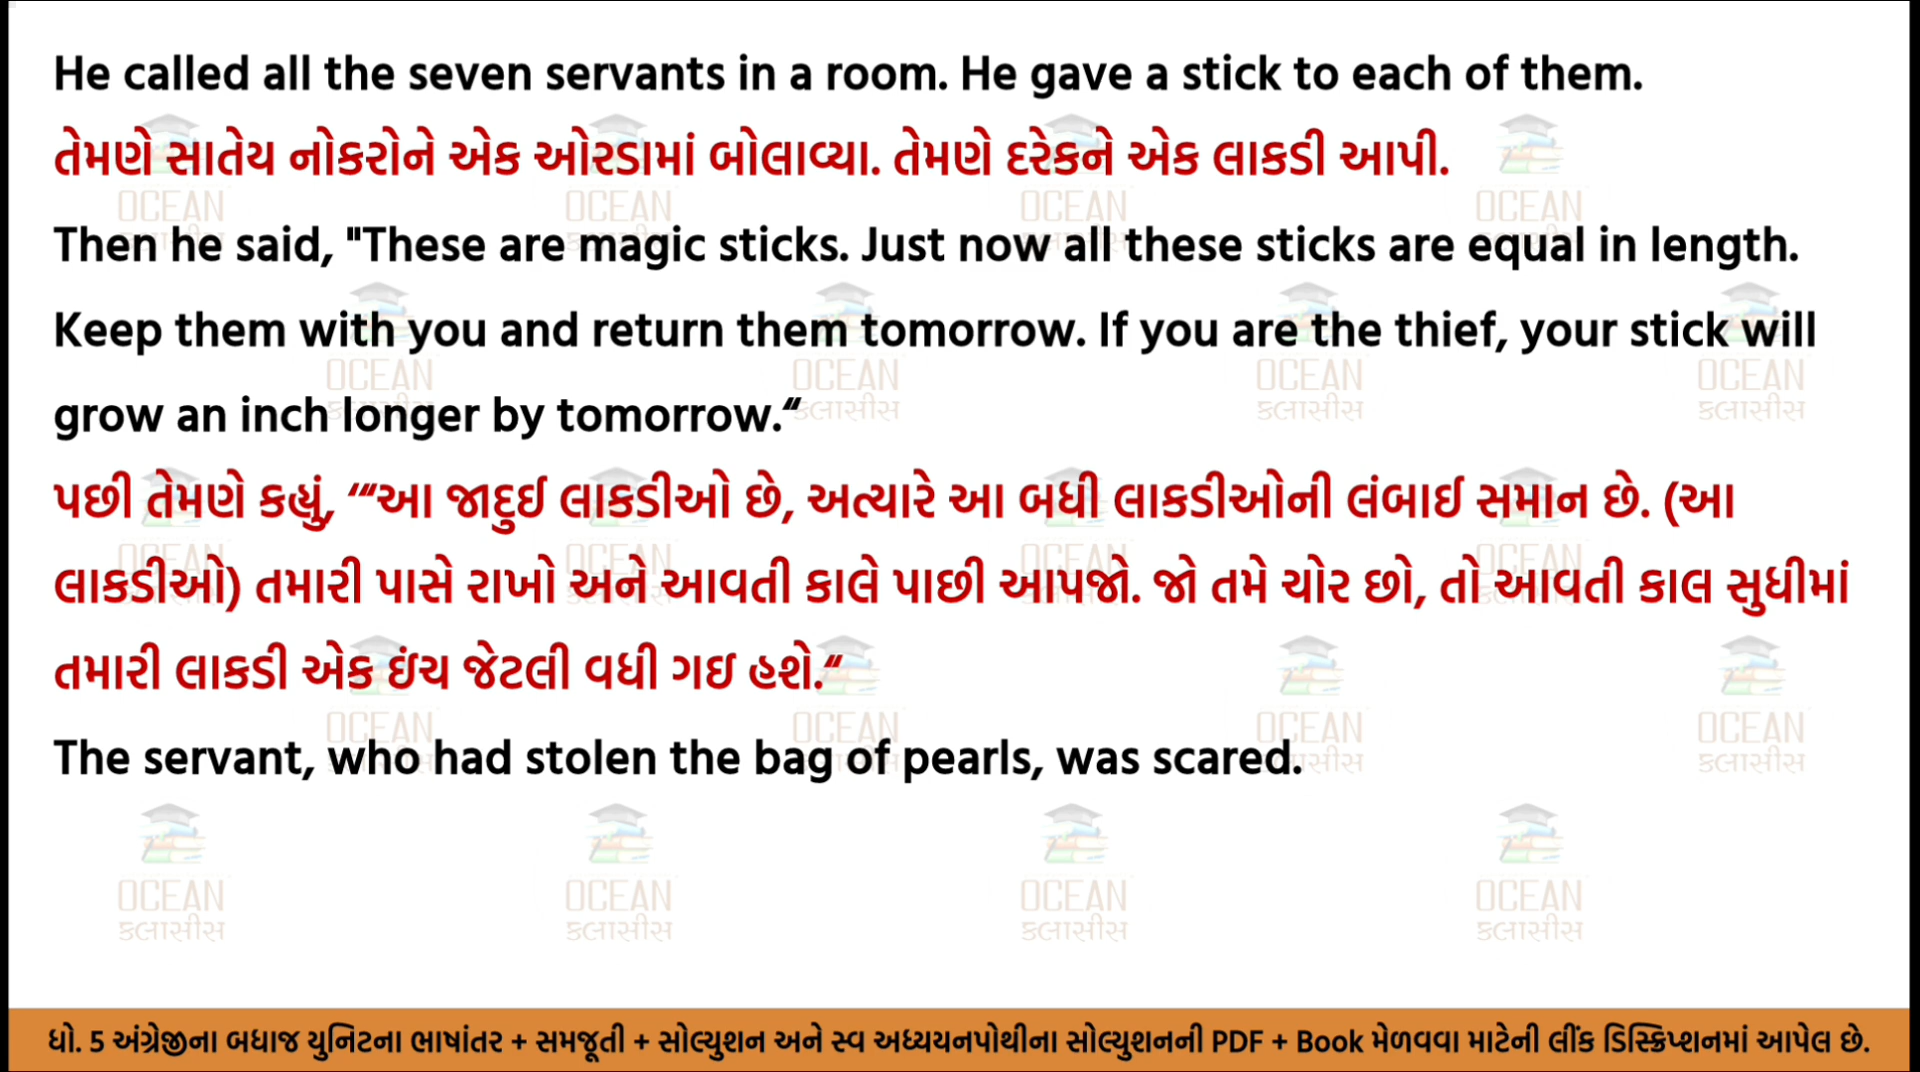 He called all the seven servants in a room. He gave a stick to each of them.
તેમણે સાતેય નોકરોને એક ઓરડામાં બોલાવ્યા. તેમણે દરેકને એક લાકડી આપી.
Then he said, "These are magic sticks. Just now all these sticks are equal in length.
Keep them with you and return them tomorrow. If you are the thief, your stick will
grow an inch longer by tomorrow.“
પછી તેમણે કહ્યું, “‘આ જાદુઈ લાકડીઓ છે, અત્યારે આ બધી લાકડીઓની લંબાઈ સમાન છે. (આ
લાકડીઓ) તમારી પાસે રાખો અને આવતી કાલે પાછી આપજો. જો તમે ચોર છો, તો આવતી કાલ સુધીમાં
તમારી લાકડી એક ઇંચ જેટલી વધી ગઇ હશે.“
The servant, who had stolen the bag of pearls, was scared.
OCEAN OCEAN OCEAN OCEAN
ક્લાસીસ ક્લાસીસ ક્લાસીસ ક્લાસીસ
ધો. 5 અંગ્રેજીના બધાજ યુનિટના ભાષાંતર + સમજૂતી + સોલ્યુશન અને સ્વ અધ્યયનપોથીના સોલ્યુશનની PDF + Book મેળવવા માટેની લીંક ડિસ્ક્રિપ્શનમાં આપેલ છે.